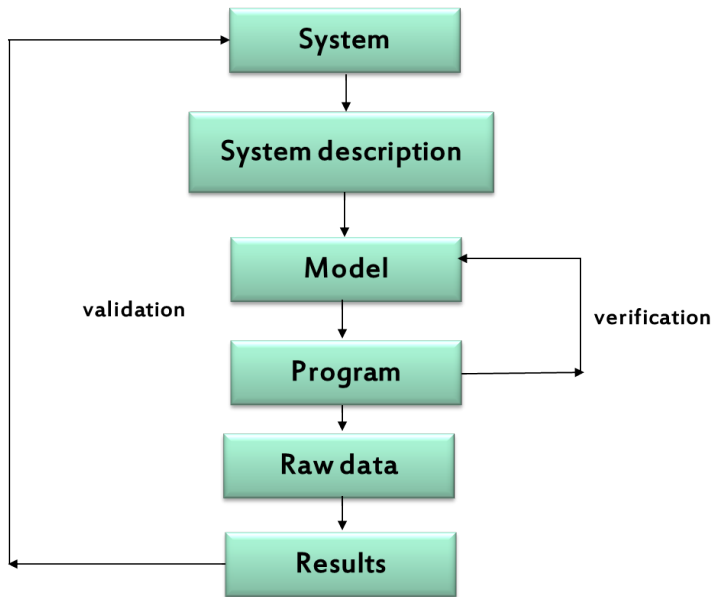 System
System description
Model
validation
verification
Program
Raw data
Results